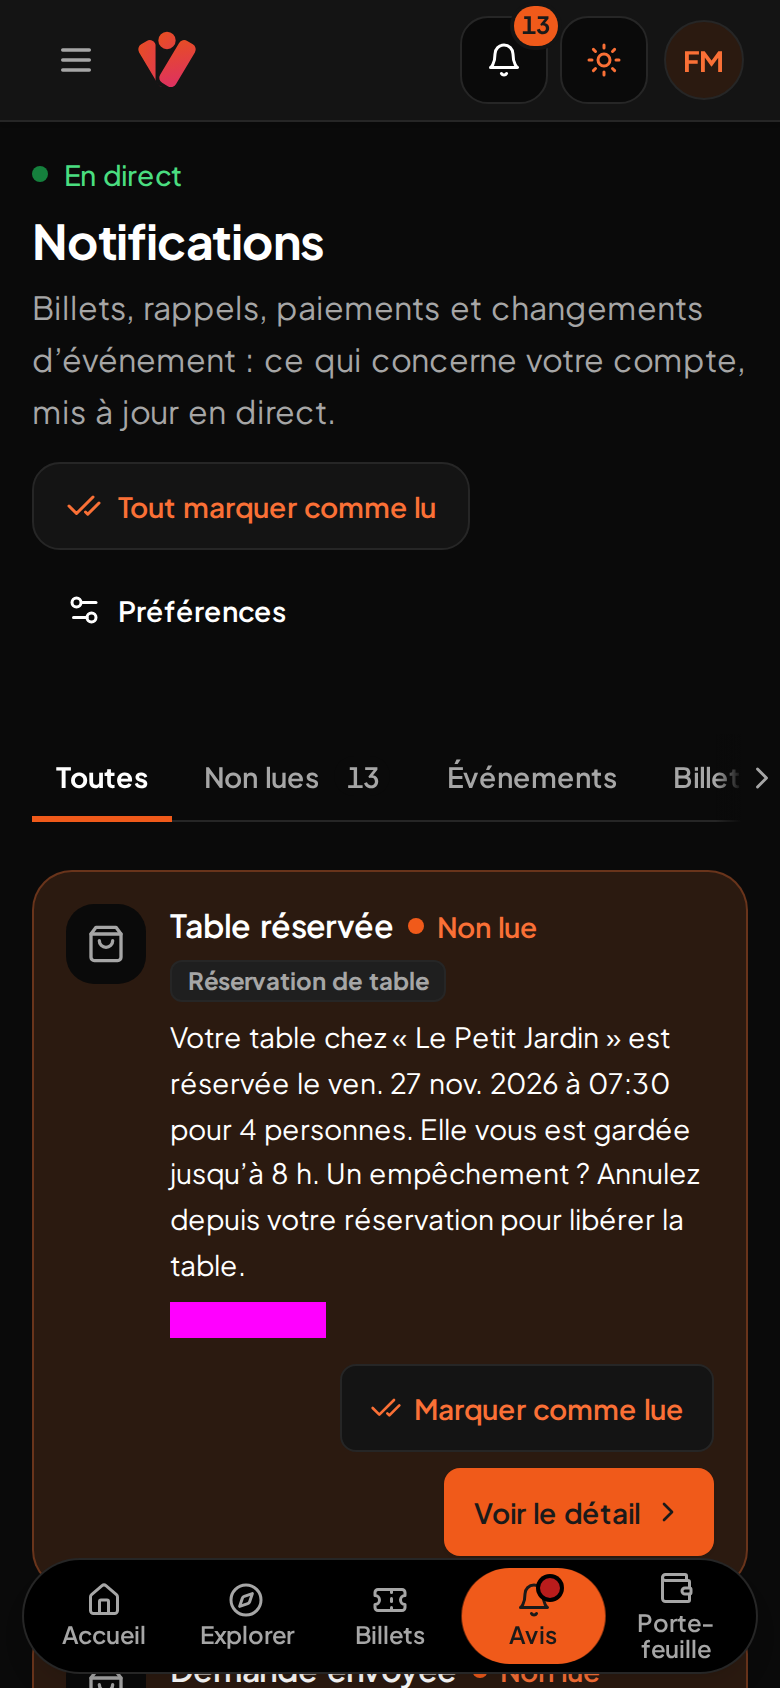 13
FM
En direct
Notifications
Billets, rappels, paiements et changements
d’événement : ce qui concerne votre compte,
mis à jour en direct.
Tout marquer comme lu
Préférences
Toutes Non lues 13 Événements Billet
Table réservée Non lue
Réservation de table
Votre table chez « Le Petit Jardin » est
réservée le ven. 27 nov. 2026 à 07:30
pour 4 personnes. Elle vous est gardée
jusqu’à 8 h. Un empêchement ? Annulez
depuis votre réservation pour libérer la
table.
Marquer comme lue
Voir le détail
Accueil Explorer Billets Avis Porte-
feuille
Demande envoyée Non lue